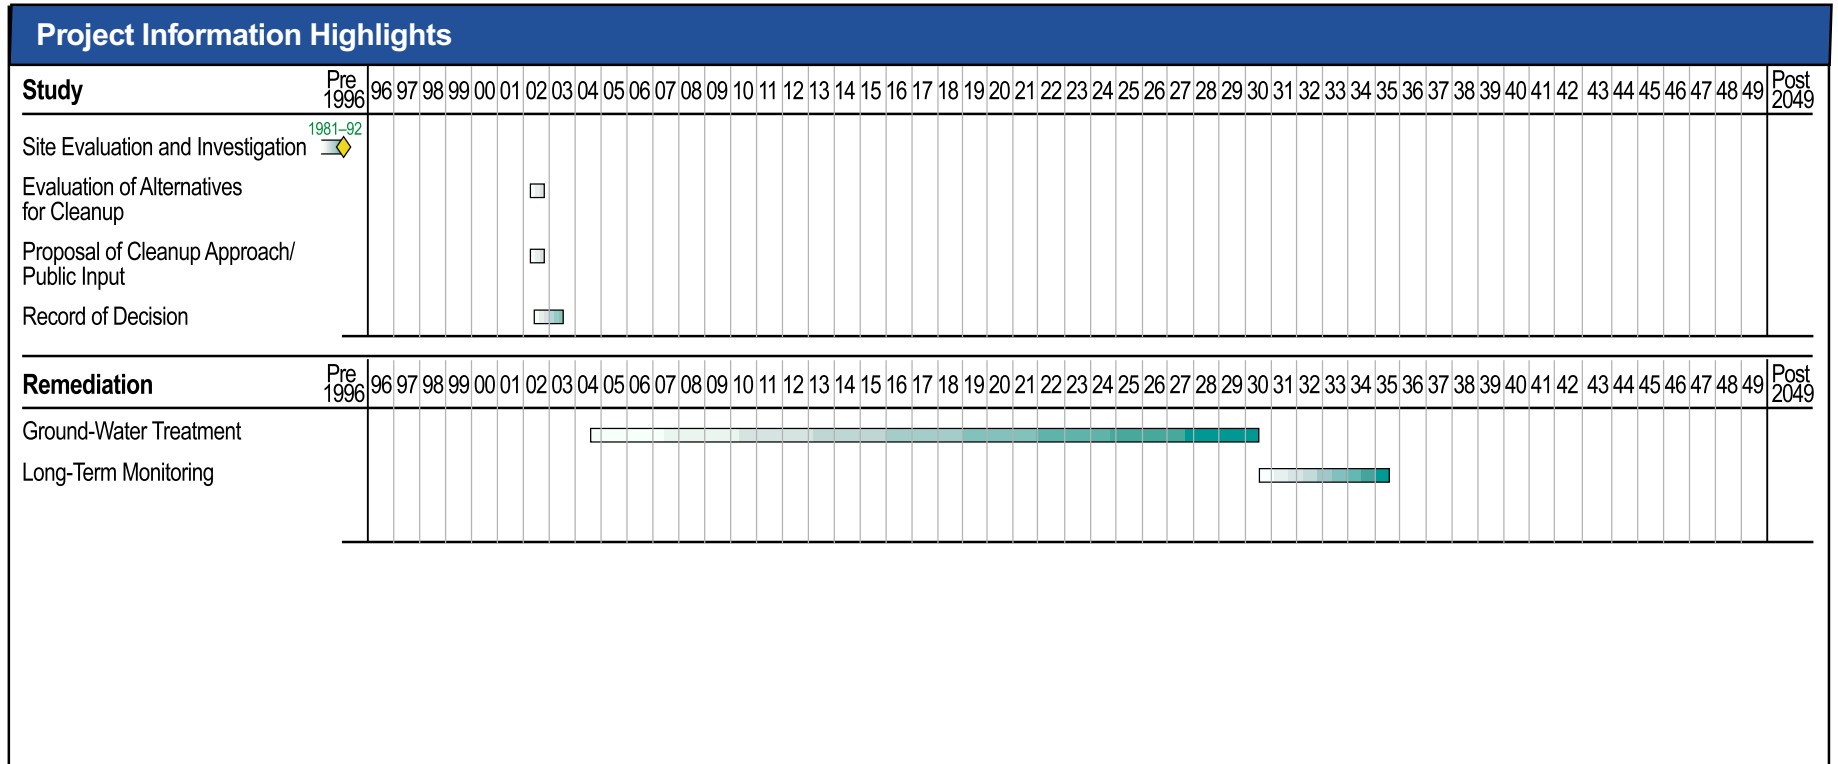 Project Information Highlights
Study Pre 1996 96 97 98 99 00 01 02 03 04 05 06 07 08 09 10 11 12 13 14 15 16 17 18 19 20 21 22 23 24 25 26 27 28 29 30 31 32 33 34 35 36 37 38 39 40 41 42 43 44 45 46 47 48 49 Post 2049
1981–92
Site Evaluation and Investigation
Evaluation of Alternatives
for Cleanup
Proposal of Cleanup Approach/
Public Input
Record of Decision
Remediation Pre 1996 96 97 98 99 00 01 02 03 04 05 06 07 08 09 10 11 12 13 14 15 16 17 18 19 20 21 22 23 24 25 26 27 28 29 30 31 32 33 34 35 36 37 38 39 40 41 42 43 44 45 46 47 48 49 Post 2049
Ground-Water Treatment
Long-Term Monitoring